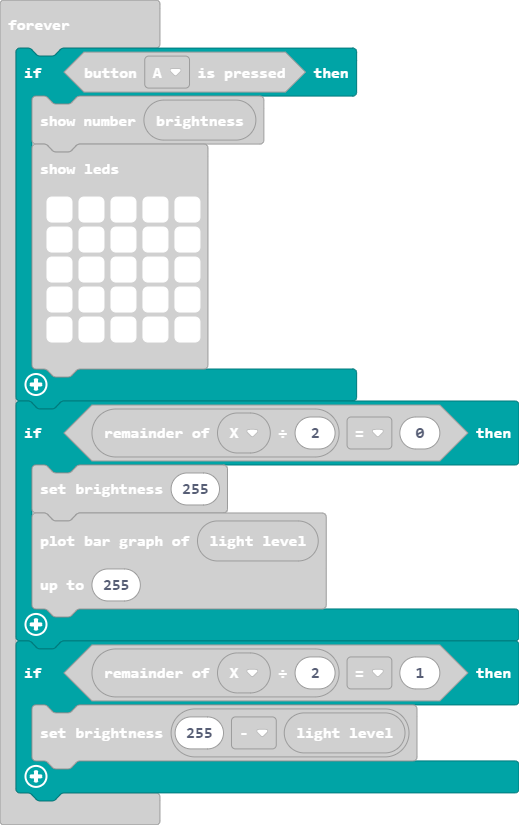 forever
if button A is pressed then
show number brightness
show leds
if remainder of X ÷ 2 = 0 then
set brightness 255
plot bar graph of light level
up to 255
if remainder of X ÷ 2 = 1 then
set brightness 255 - light level